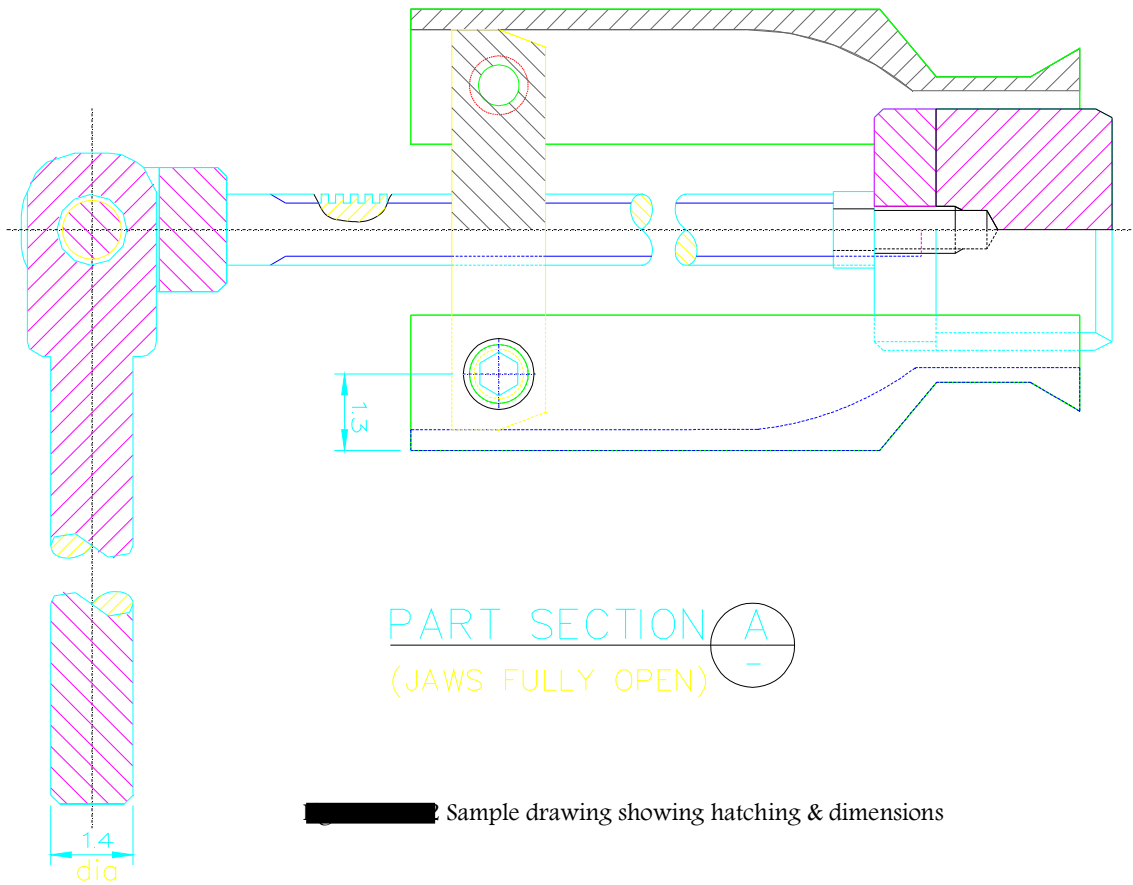 1.3
PART SECTION A
–
(JAWS FULLY OPEN)
Sample drawing showing hatching & dimensions
1.4
dia